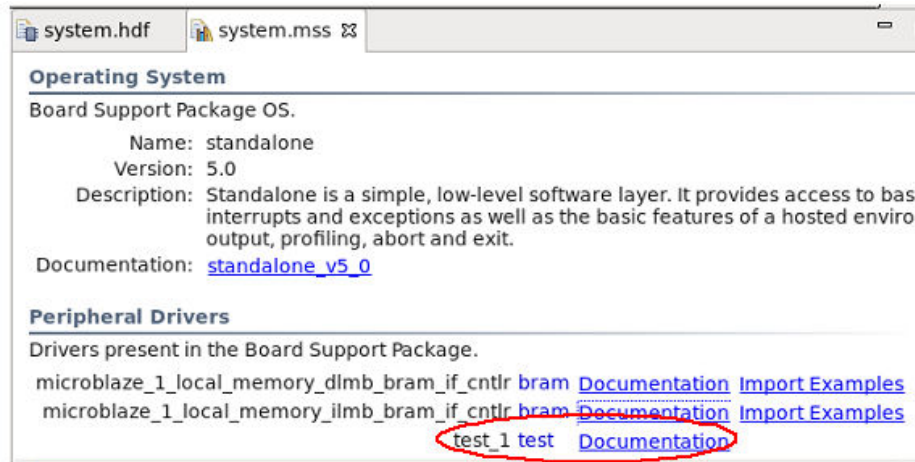 system.hdf system.mss
Operating System
Board Support Package OS.
Name: standalone
Version: 5.0
Description: Standalone is a simple, low-level software layer. It provides access to bas
interrupts and exceptions as well as the basic features of a hosted enviro
output, profiling, abort and exit.
Documentation: standalone_v5_0
Peripheral Drivers
Drivers present in the Board Support Package.
microblaze_1_local_memory_dlmb_bram_if_cntlr bram Documentation Import Examples
microblaze_1_local_memory_ilmb_bram_if_cntlr bram Documentation Import Examples
test_1 test Documentation